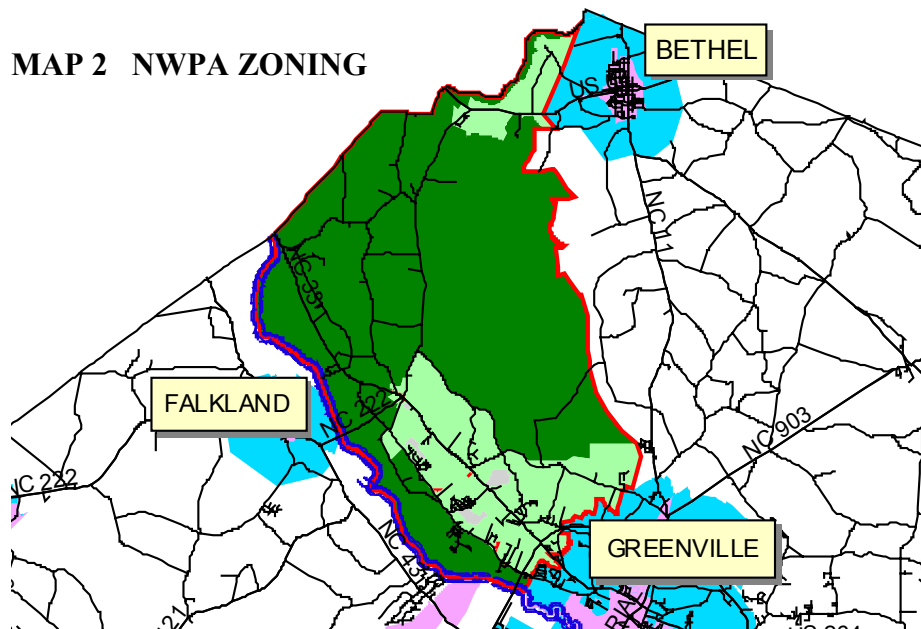 MAP 2 NWPA ZONING
BETHEL
US
NC 11
NC 33
FALKLAND
NC 222
NC 222
NC 903
NC 43
GREENVILLE